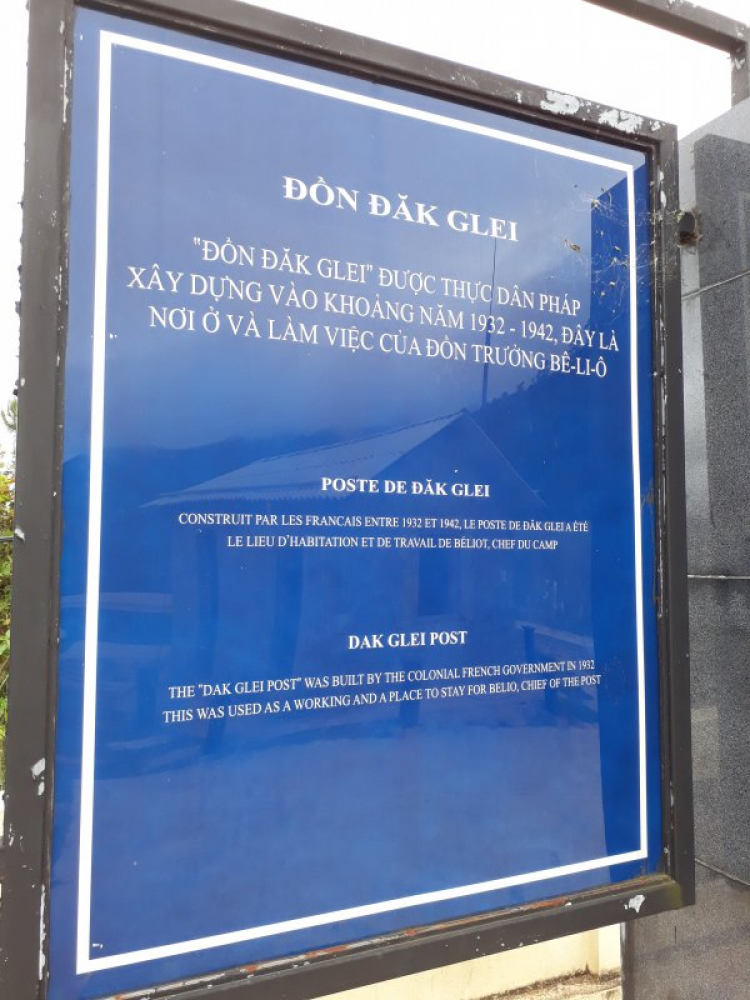 ĐỒN ĐĂK GLEI
"ĐỒN ĐĂK GLEI" ĐƯỢC THỰC DÂN PHÁP
XÂY DỰNG VÀO KHOẢNG NĂM 1932 - 1942, ĐÂY LÀ
NƠI Ở VÀ LÀM VIỆC CỦA ĐỒN TRƯỞNG BÊ-LI-Ô
POSTE DE ĐĂK GLEI
CONSTRUIT PAR LES FRANCAIS ENTRE 1932 ET 1942, LE POSTE DE ĐĂK GLEI A ÉTÉ
LE LIEU D'HABITATION ET DE TRAVAIL DE BÉLIOT, CHEF DU CAMP
DAK GLEI POST
THE "DAK GLEI POST" WAS BUILT BY THE COLONIAL FRENCH GOVERNMENT IN 1932
THIS WAS USED AS A WORKING AND A PLACE TO STAY FOR BELIO, CHIEF OF THE POST